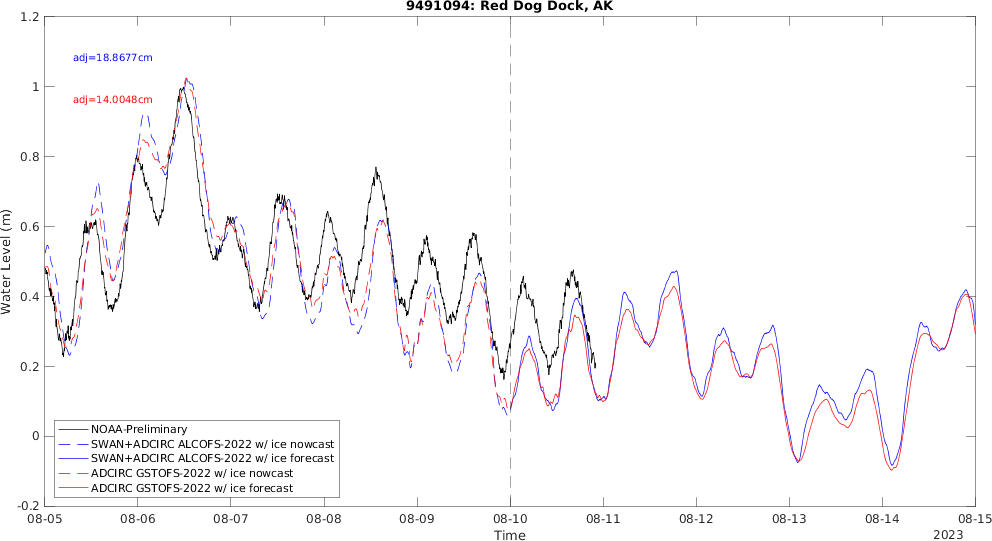 9491094: Red Dog Dock, AK
1.2
1
0.8
0.6
0.4
0.2
0
-0.2
Water Level (m)
adj=18.8677cm
adj=14.0048cm
NOAA-Preliminary
SWAN+ADCIRC ALCOFS-2022 w/ ice nowcast
SWAN+ADCIRC ALCOFS-2022 w/ ice forecast
ADCIRC GSTOFS-2022 w/ ice nowcast
ADCIRC GSTOFS-2022 w/ ice forecast
08-05 08-06 08-07 08-08 08-09 08-10 08-11 08-12 08-13 08-14 08-15
Time
2023